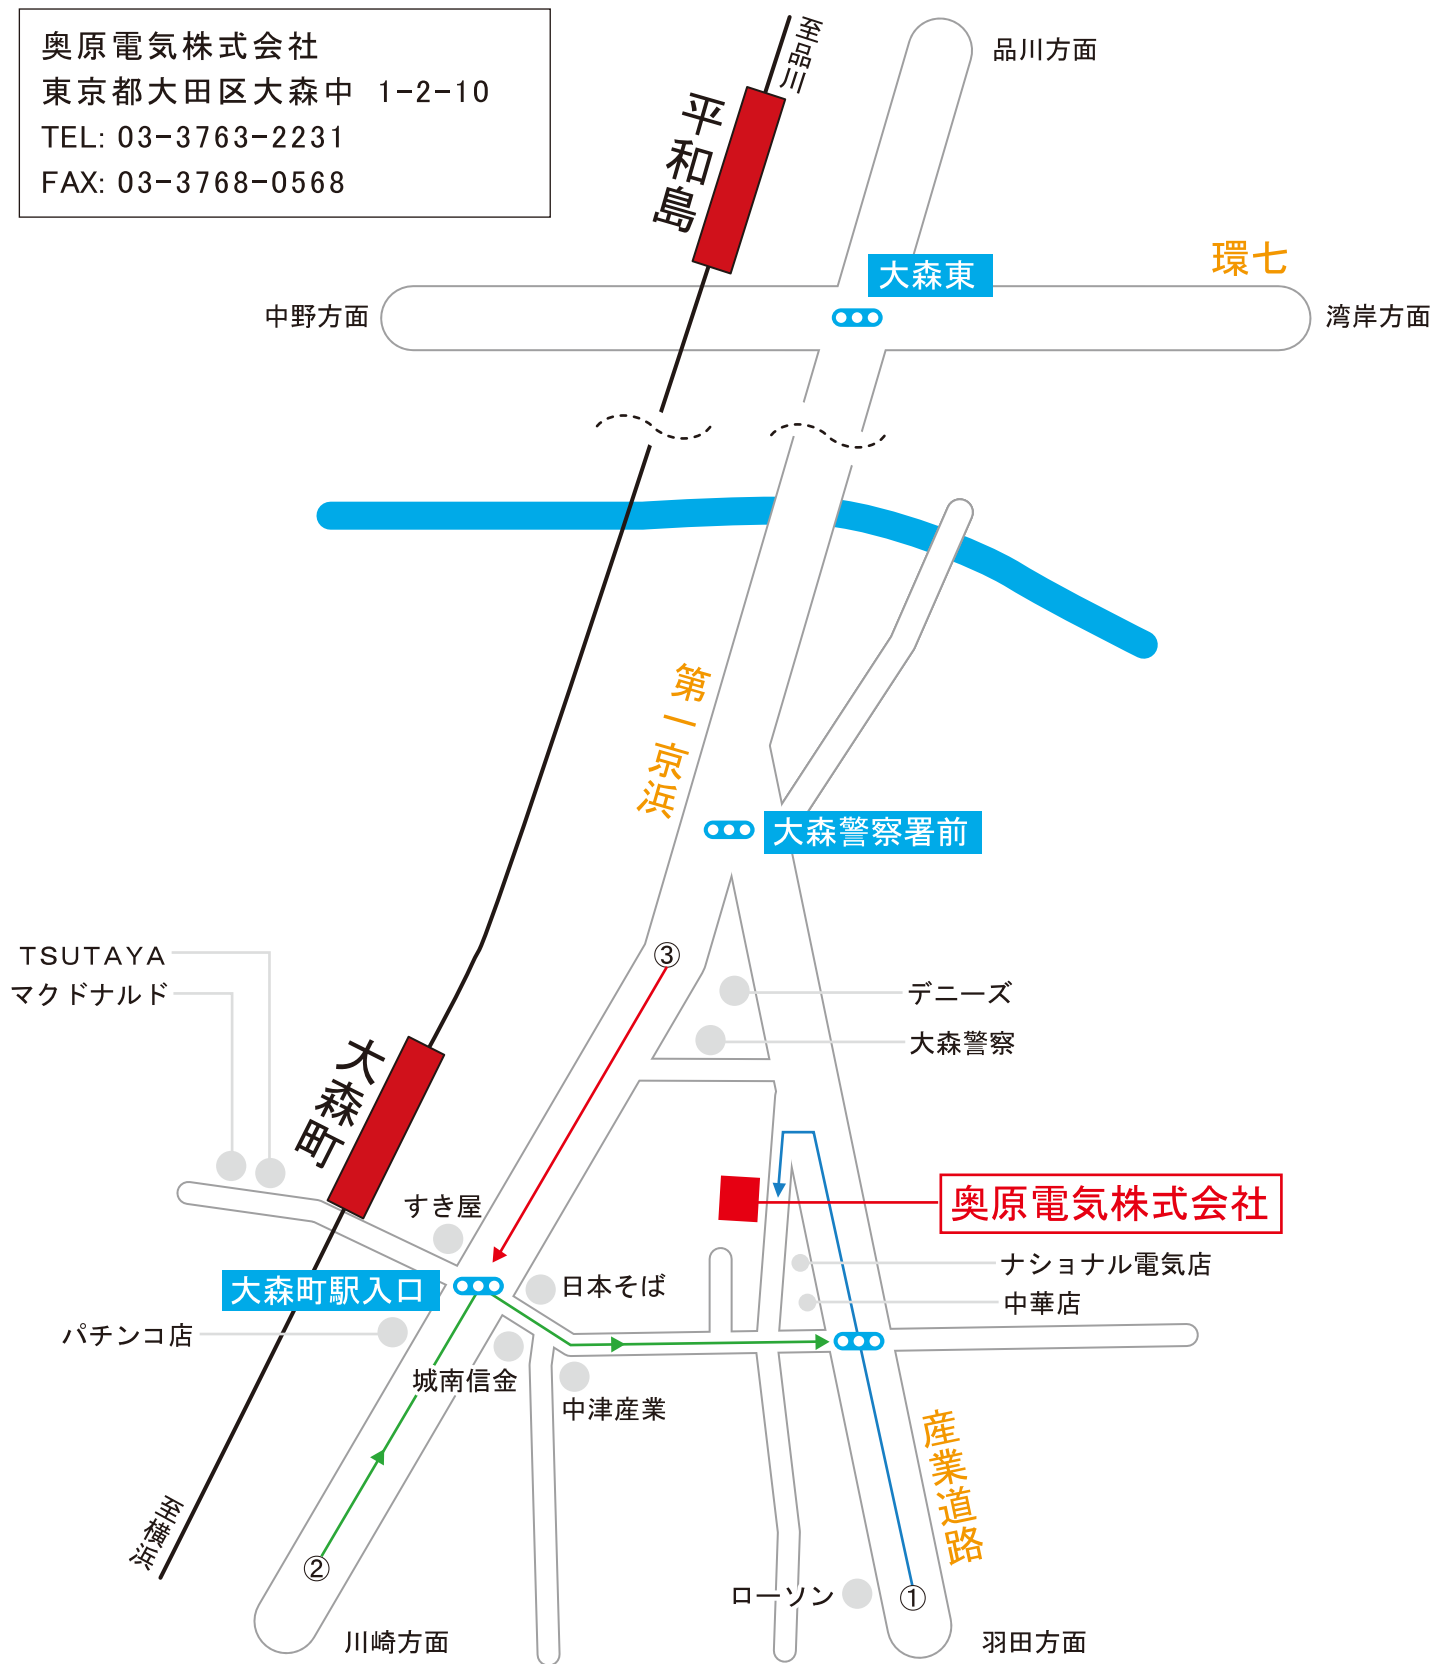 奥原電気株式会社
東京都大田区大森中 1-2-10
TEL: 03-3763-2231
FAX: 03-3768-0568
至品川
品川方面
平和島
環七
大森東
中野方面
湾岸方面
第一京浜
大森警察署前
TSUTAYA
マクドナルド
③
デニーズ
大森警察
大森町
奥原電気株式会社
すき屋
ナショナル電気店
大森町駅入口
日本そば
中華店
パチンコ店
城南信金
中津産業
産業道路
至横浜
②
ローソン
①
川崎方面
羽田方面